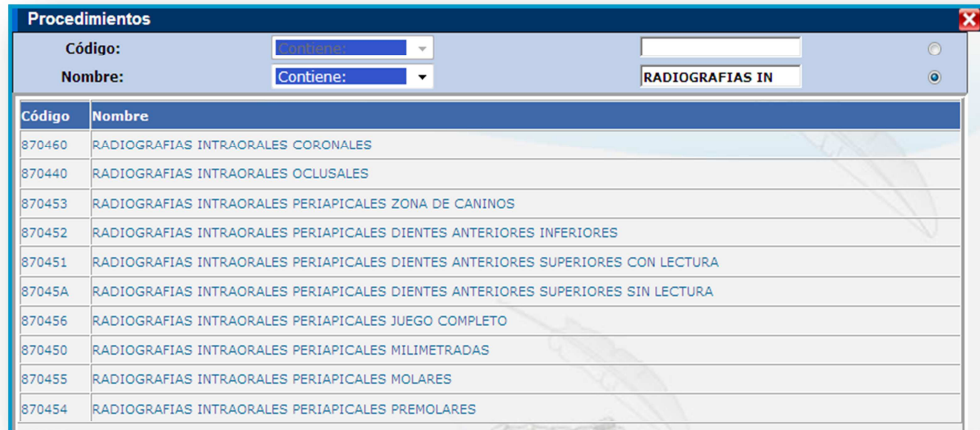 Procedimientos
Código: Contiene:
Nombre: Contiene: RADIOGRAFIAS IN
Código Nombre
870460 RADIOGRAFIAS INTRAORALES CORONALES
870440 RADIOGRAFIAS INTRAORALES OCLUSALES
870453 RADIOGRAFIAS INTRAORALES PERIAPICALES ZONA DE CANINOS
870452 RADIOGRAFIAS INTRAORALES PERIAPICALES DIENTES ANTERIORES INFERIORES
870451 RADIOGRAFIAS INTRAORALES PERIAPICALES DIENTES ANTERIORES SUPERIORES CON LECTURA
87045A RADIOGRAFIAS INTRAORALES PERIAPICALES DIENTES ANTERIORES SUPERIORES SIN LECTURA
870456 RADIOGRAFIAS INTRAORALES PERIAPICALES JUEGO COMPLETO
870450 RADIOGRAFIAS INTRAORALES PERIAPICALES MILIMETRADAS
870455 RADIOGRAFIAS INTRAORALES PERIAPICALES MOLARES
870454 RADIOGRAFIAS INTRAORALES PERIAPICALES PREMOLARES